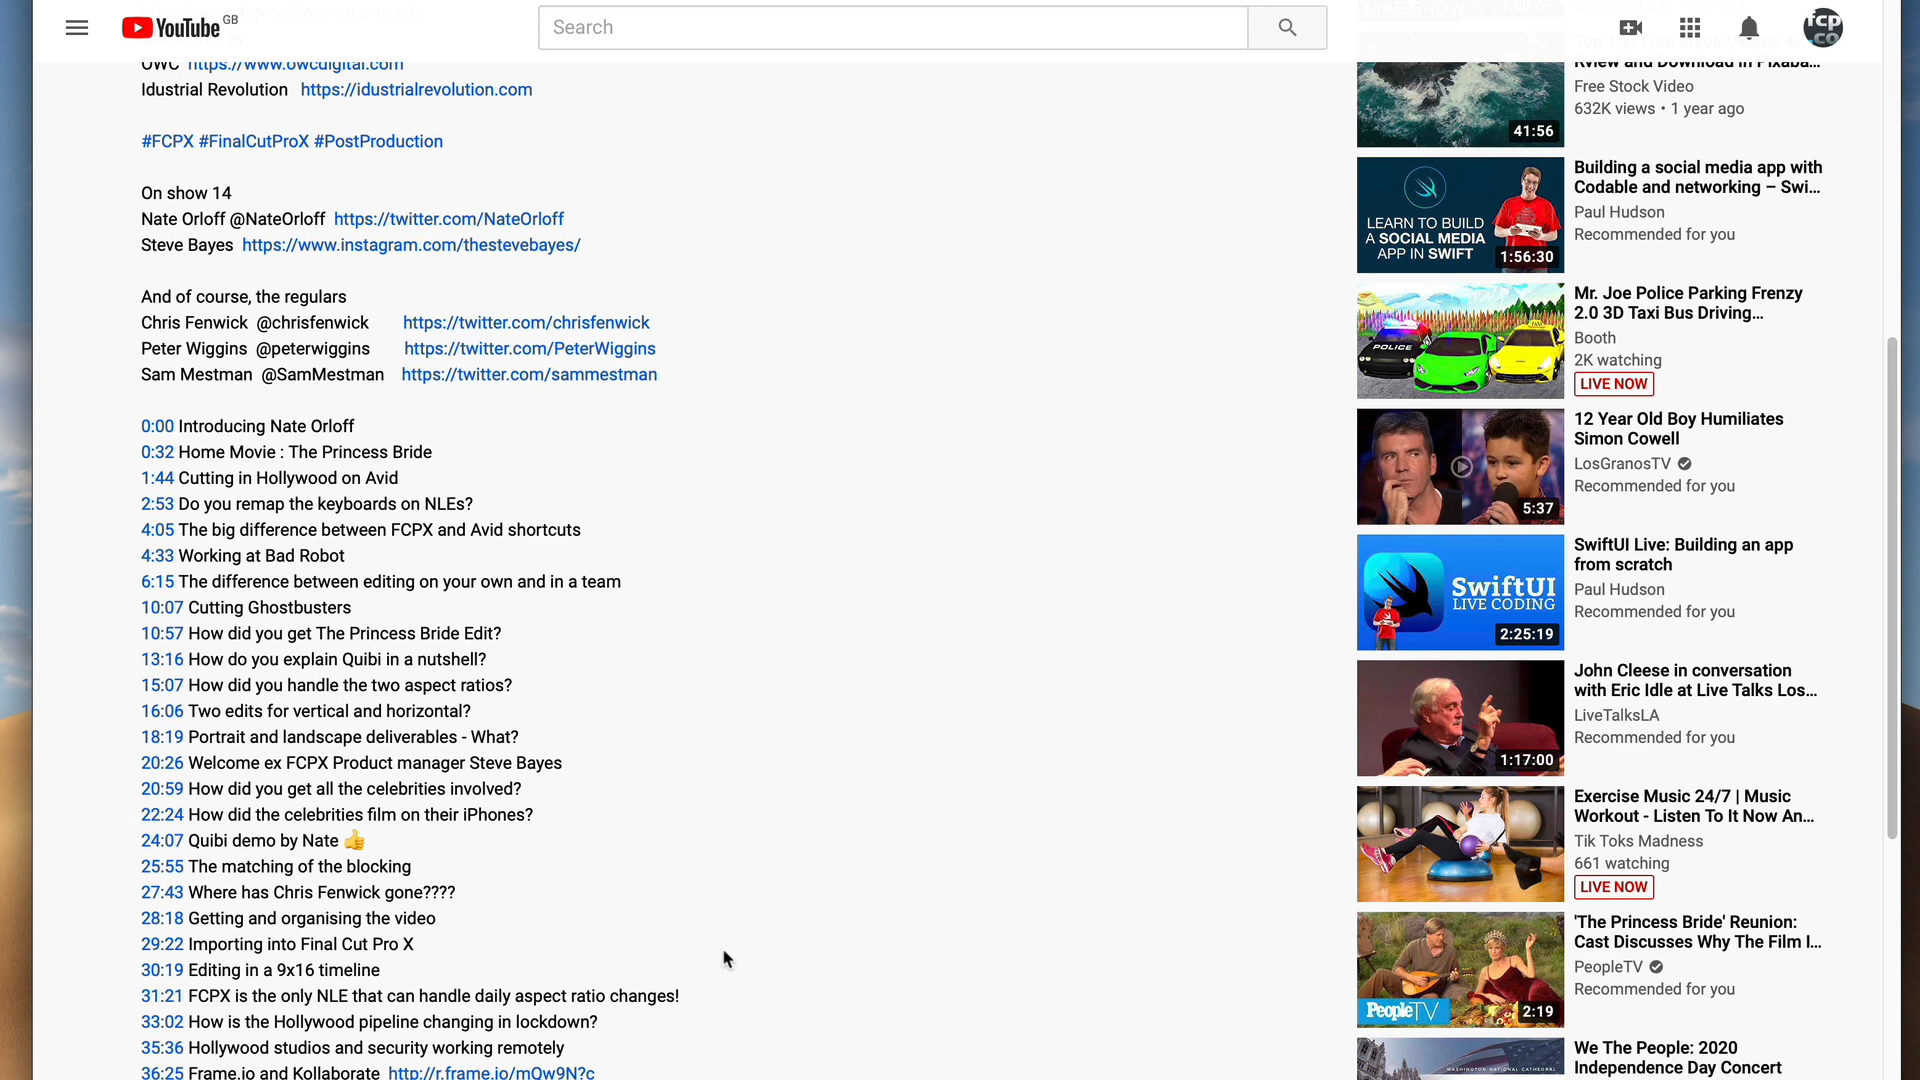 YouTube GB
Search
fcp
.co
OWC https://www.owcdigital.com
Idustrial Revolution https://idustrialrevolution.com
#FCPX #FinalCutProX #PostProduction
On show 14
Nate Orloff @NateOrloff https://twitter.com/NateOrloff
Steve Bayes https://www.instagram.com/thestevebayes/
And of course, the regulars
Chris Fenwick @chrisfenwick https://twitter.com/chrisfenwick
Peter Wiggins @peterwiggins https://twitter.com/PeterWiggins
Sam Mestman @SamMestman https://twitter.com/sammestman
0:00 Introducing Nate Orloff
0:32 Home Movie : The Princess Bride
1:44 Cutting in Hollywood on Avid
2:53 Do you remap the keyboards on NLEs?
4:05 The big difference between FCPX and Avid shortcuts
4:33 Working at Bad Robot
6:15 The difference between editing on your own and in a team
10:07 Cutting Ghostbusters
10:57 How did you get The Princess Bride Edit?
13:16 How do you explain Quibi in a nutshell?
15:07 How did you handle the two aspect ratios?
16:06 Two edits for vertical and horizontal?
18:19 Portrait and landscape deliverables - What?
20:26 Welcome ex FCPX Product manager Steve Bayes
20:59 How did you get all the celebrities involved?
22:24 How did the celebrities film on their iPhones?
24:07 Quibi demo by Nate 👍
25:55 The matching of the blocking
27:43 Where has Chris Fenwick gone????
28:18 Getting and organising the video
29:22 Importing into Final Cut Pro X
30:19 Editing in a 9x16 timeline
31:21 FCPX is the only NLE that can handle daily aspect ratio changes!
33:02 How is the Hollywood pipeline changing in lockdown?
35:36 Hollywood studios and security working remotely
36:25 Frame.io and Kollaborate http://r.frame.io/mQw9N?c
Rview and Download in Pixaba...
Free Stock Video
632K views • 1 year ago
41:56
LEARN TO BUILD
A SOCIAL MEDIA
APP IN SWIFT
1:56:30
Building a social media app with
Codable and networking – Swi...
Paul Hudson
Recommended for you
POLICE
TAXI
Mr. Joe Police Parking Frenzy
2.0 3D Taxi Bus Driving...
Booth
2K watching
LIVE NOW
5:37
12 Year Old Boy Humiliates
Simon Cowell
LosGranosTV
Recommended for you
SwiftUI
LIVE CODING
2:25:19
SwiftUI Live: Building an app
from scratch
Paul Hudson
Recommended for you
1:17:00
John Cleese in conversation
with Eric Idle at Live Talks Los...
LiveTalksLA
Recommended for you
Exercise Music 24/7 | Music
Workout - Listen To It Now An...
Tik Toks Madness
661 watching
LIVE NOW
PeopleTV
2:19
'The Princess Bride' Reunion:
Cast Discusses Why The Film I...
PeopleTV
Recommended for you
WASHINGTON NATIONAL CATHEDRAL
We The People: 2020
Independence Day Concert